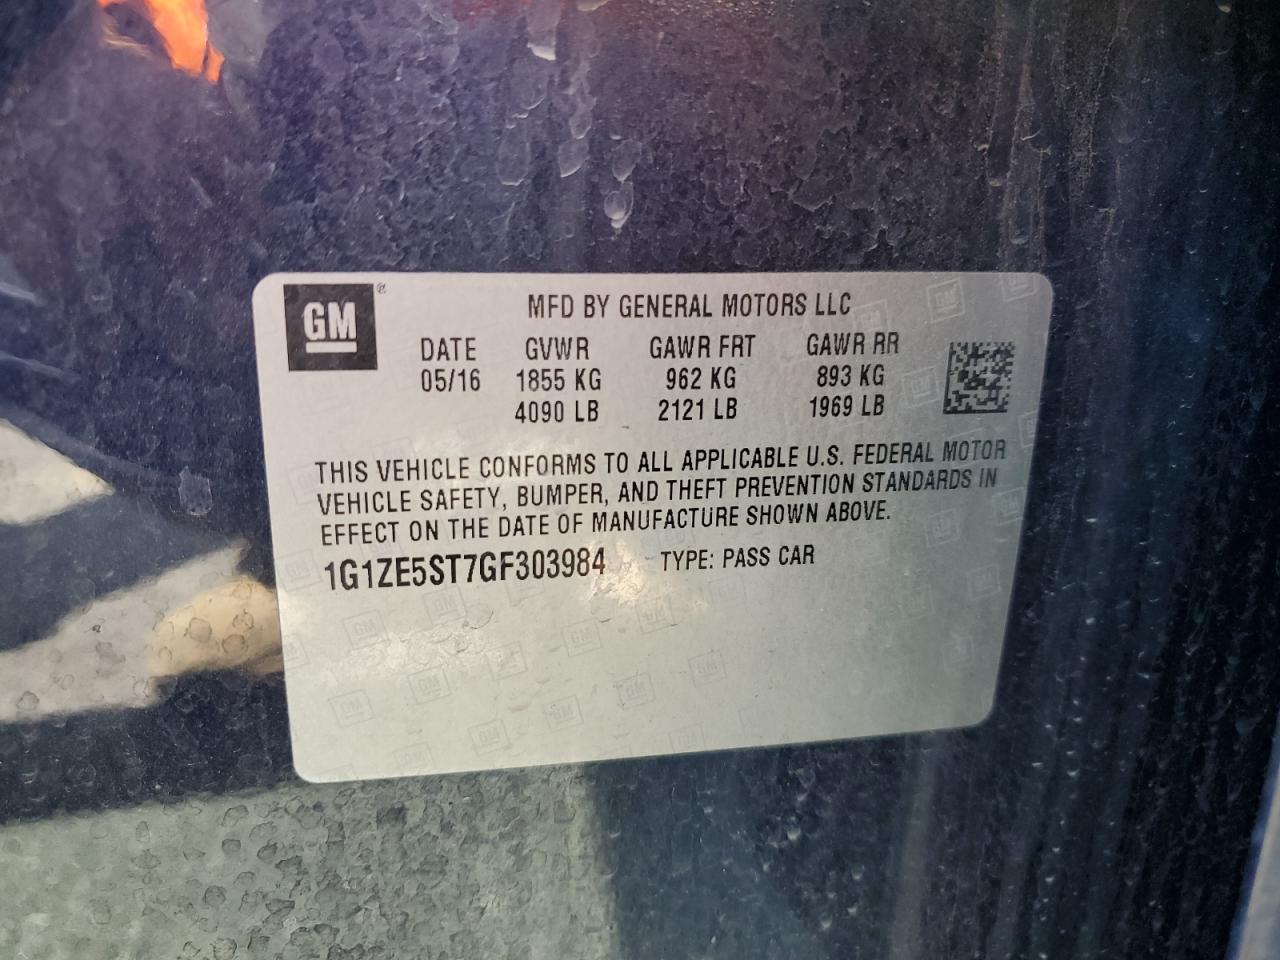 GM®
MFD BY GENERAL MOTORS LLC
DATE GVWR GAWR FRT GAWR RR
05/16 1855 KG 962 KG 893 KG
4090 LB 2121 LB 1969 LB
THIS VEHICLE CONFORMS TO ALL APPLICABLE U.S. FEDERAL MOTOR
VEHICLE SAFETY, BUMPER, AND THEFT PREVENTION STANDARDS IN
EFFECT ON THE DATE OF MANUFACTURE SHOWN ABOVE.
1G1ZE5ST7GF303984 TYPE: PASS CAR